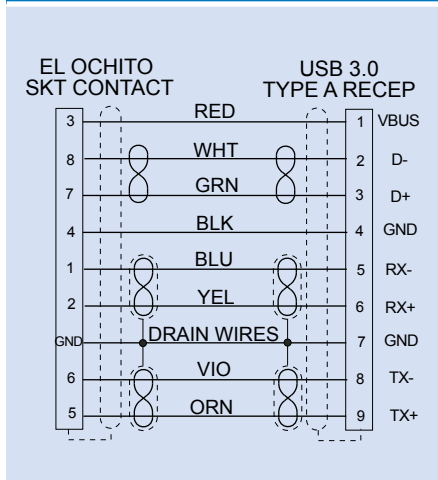 EL OCHITO
SKT CONTACT
USB 3.0
TYPE A RECEP
3 RED 1 VBUS
8 WHT 2 D-
7 GRN 3 D+
4 BLK 4 GND
1 BLU 5 RX-
2 YEL 6 RX+
GND DRAIN WIRES 7 GND
6 VIO 8 TX-
5 ORN 9 TX+